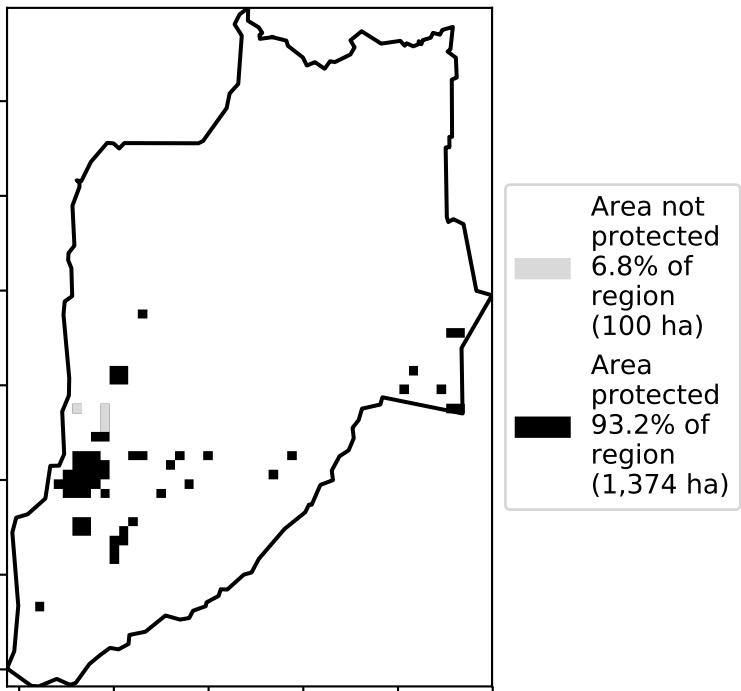 Area not
protected
6.8% of
region
(100 ha)
Area
protected
93.2% of
region
(1,374 ha)